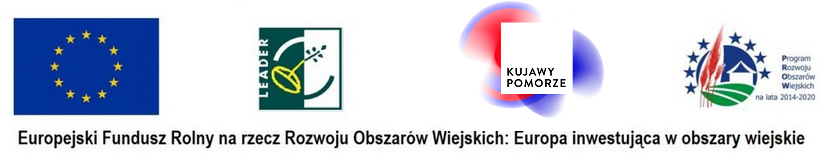 LEADER
KUJAWY
POMORZE
Program
Rozwoju
Obszarów
Wiejskich
na lata 2014-2020
Europejski Fundusz Rolny na rzecz Rozwoju Obszarów Wiejskich: Europa inwestująca w obszary wiejskie